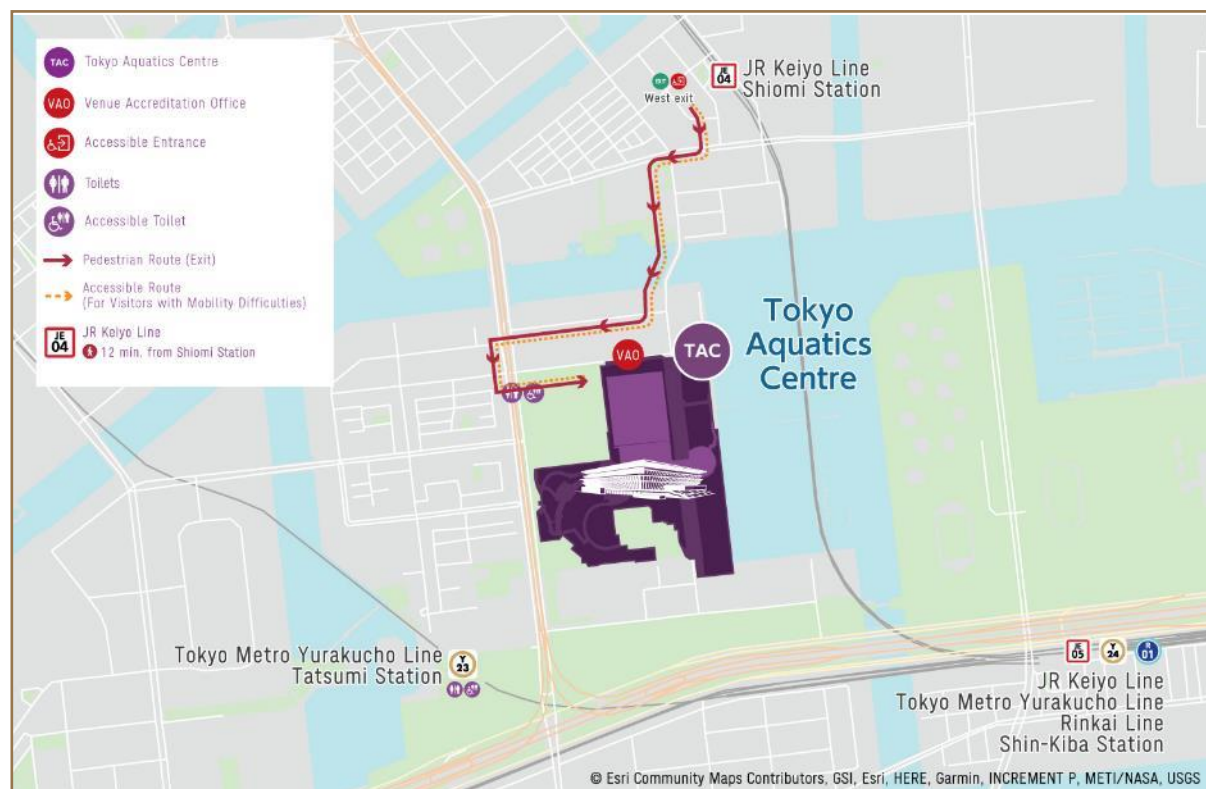 TAC Tokyo Aquatics Centre
VAO Venue Accreditation Office
Accessible Entrance
Toilets
Accessible Toilet
Pedestrian Route (Exit)
Accessible Route
(For Visitors with Mobility Difficulties)
JE
04
JR Keiyo Line
12 min. from Shiomi Station
West exit
JE
04
JR Keiyo Line
Shiomi Station
VAO
TAC
Tokyo
Aquatics
Centre
Tokyo Metro Yurakucho Line
Tatsumi Station
Y
23
JE
05
Y
24
R
01
JR Keiyo Line
Tokyo Metro Yurakucho Line
Rinkai Line
Shin-Kiba Station
© Esri Community Maps Contributors, GSI, Esri, HERE, Garmin, INCREMENT P, METI/NASA, USGS